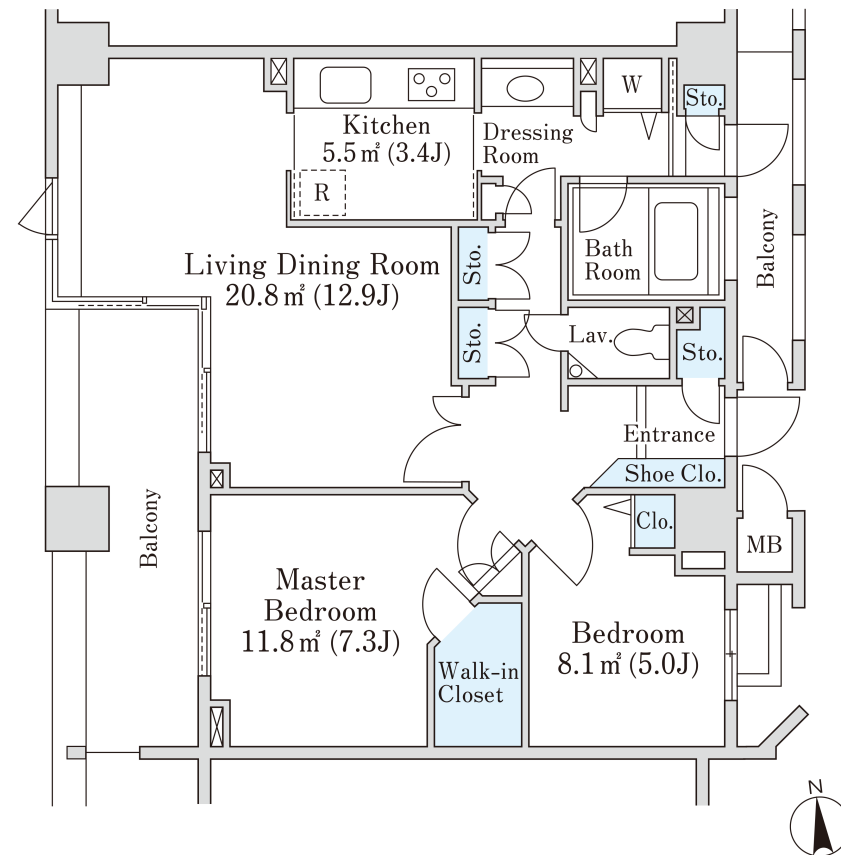 Kitchen
5.5㎡(3.4J)
R
Dressing
Room
W
Sto.
Living Dining Room
20.8㎡(12.9J)
Sto.
Sto.
Bath
Room
Balcony
Lav.
Sto.
Entrance
Shoe Clo.
Balcony
Clo.
MB
Master
Bedroom
11.8㎡(7.3J)
Walk-in
Closet
Bedroom
8.1㎡(5.0J)
N